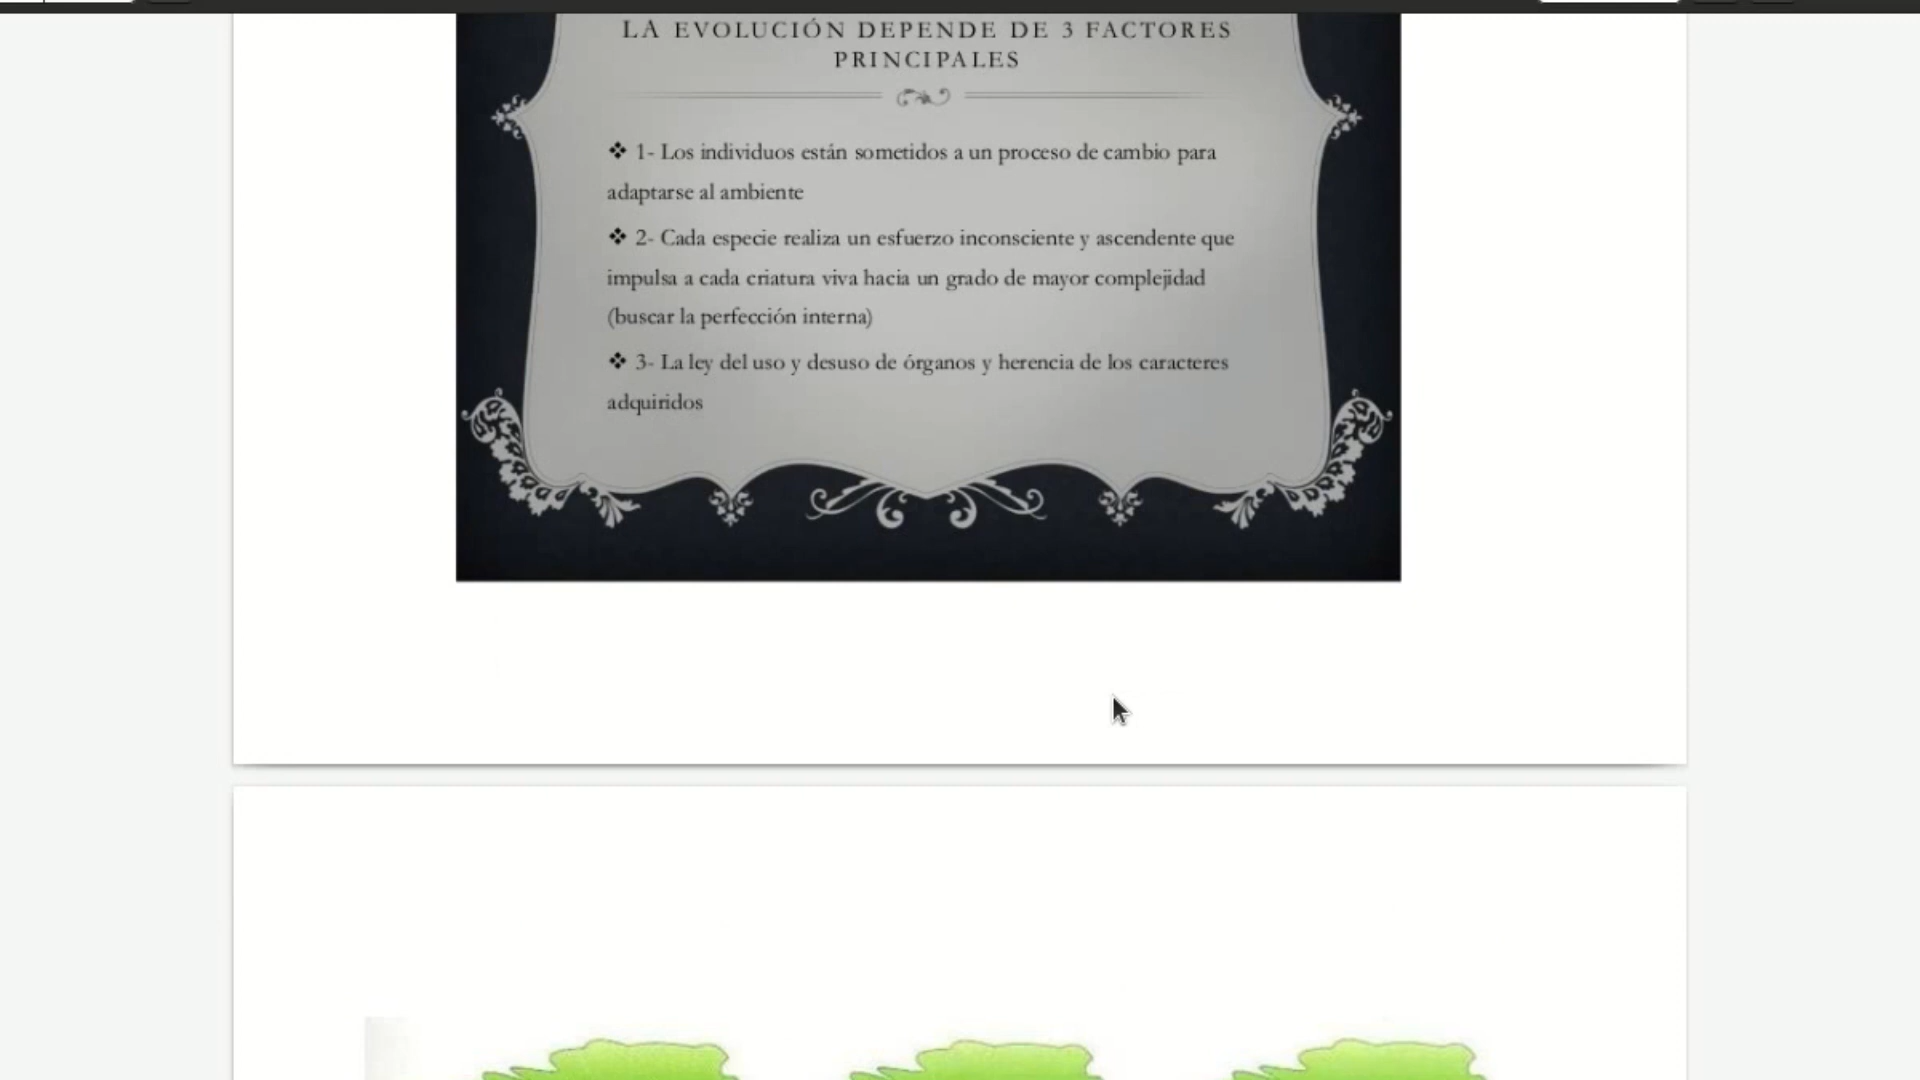 LA EVOLUCIÓN DEPENDE DE 3 FACTORES
PRINCIPALES
❖ 1- Los individuos están sometidos a un proceso de cambio para
adaptarse al ambiente
❖ 2- Cada especie realiza un esfuerzo inconsciente y ascendente que
impulsa a cada criatura viva hacia un grado de mayor complejidad
(buscar la perfección interna)
❖ 3- La ley del uso y desuso de órganos y herencia de los caracteres
adquiridos